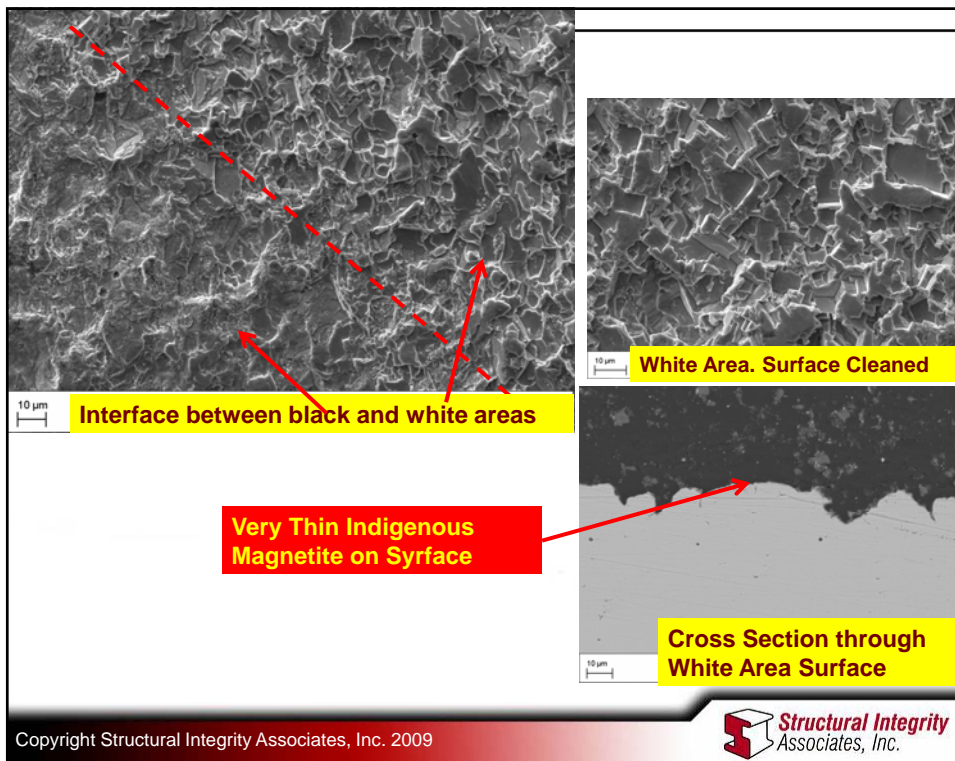 10 µm
Interface between black and white areas
10 µm
White Area. Surface Cleaned
Very Thin Indigenous
Magnetite on Syrface
10 µm
Cross Section through
White Area Surface
Copyright Structural Integrity Associates, Inc. 2009
Structural Integrity
Associates, Inc.